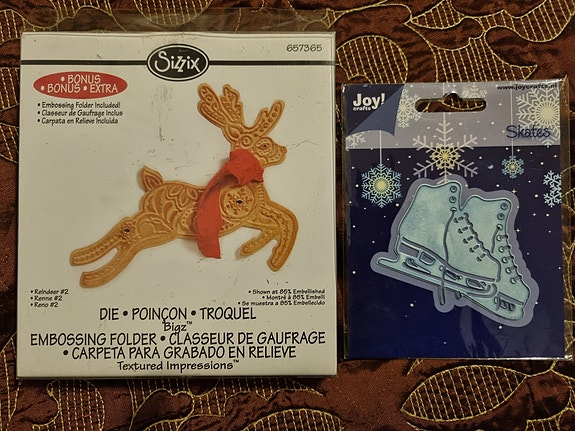 Sizzix
657365
• BONUS
• BONUS • EXTRA
• Embossing Folder Included!
• Classeur de Gaufrage Inclus
• Carpeta en Relieve Incluida
• Reindeer #2
• Renne #2
• Reno #2
• Shown at 85% Embellished
• Montré à 85% Embelli
• Se muestra a 85% Embellecido
DIE • POINÇON • TROQUEL
Bigz™
EMBOSSING FOLDER • CLASSEUR DE GAUFRAGE
• CARPETA PARA GRABADO EN RELIEVE
Textured Impressions™
www.joycrafts.nl
Joy!
crafts
Skates